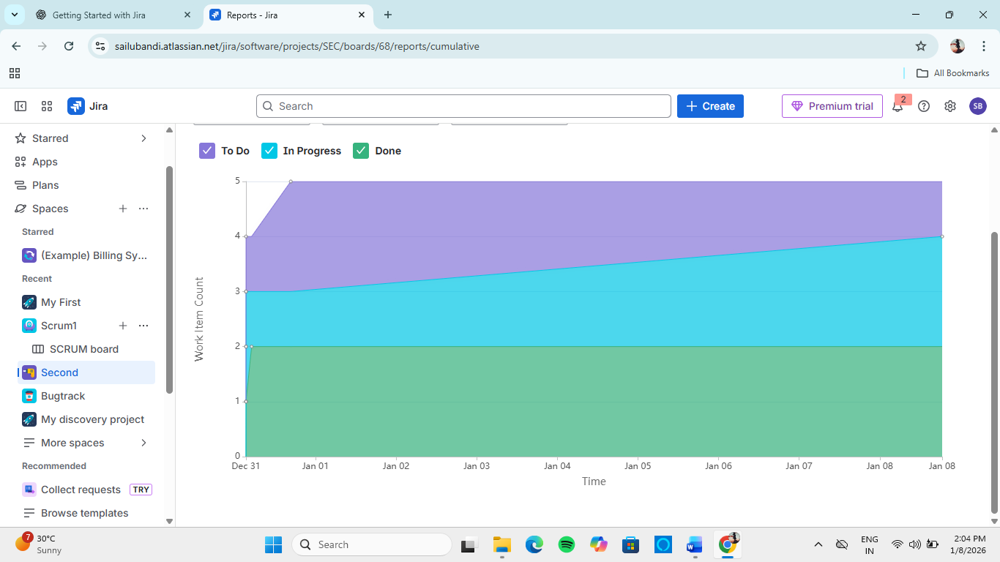 Getting Started with Jira
Reports - Jira
sailubandi.atlassian.net/jira/software/projects/SEC/boards/68/reports/cumulative
All Bookmarks
Jira
Search
Create
Premium trial
2
SB
Starred
Apps
Plans
Spaces
Starred
(Example) Billing Sy...
Recent
My First
Scrum1
SCRUM board
Second
Bugtrack
My discovery project
More spaces
Recommended
Collect requests TRY
Browse templates
To Do In Progress Done
5
4
3
2
1
0
Work Item Count
Dec 31 Jan 01 Jan 02 Jan 03 Jan 04 Jan 05 Jan 06 Jan 07 Jan 08 Jan 08
Time
7
30°C
Sunny
Search
ENG
IN
2:04 PM
1/8/2026